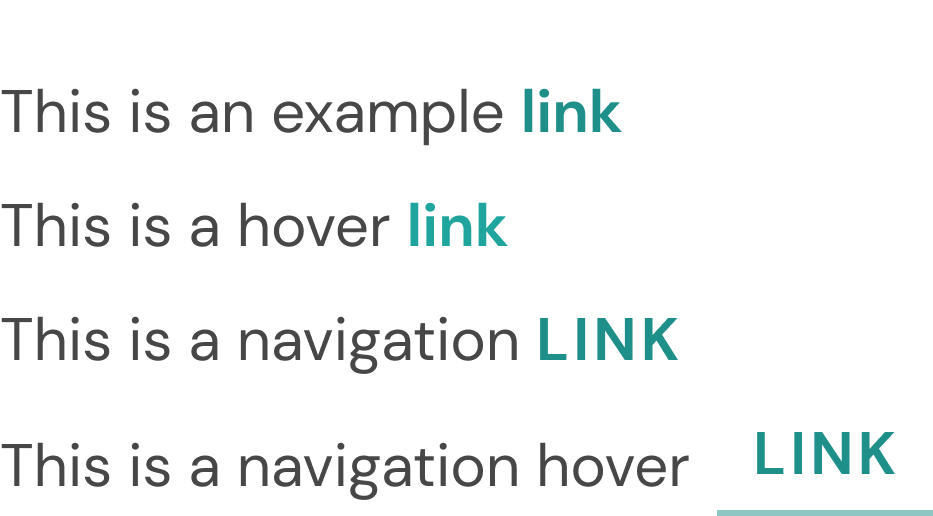 This is an example link
This is a hover link
This is a navigation LINK
This is a navigation hover LINK